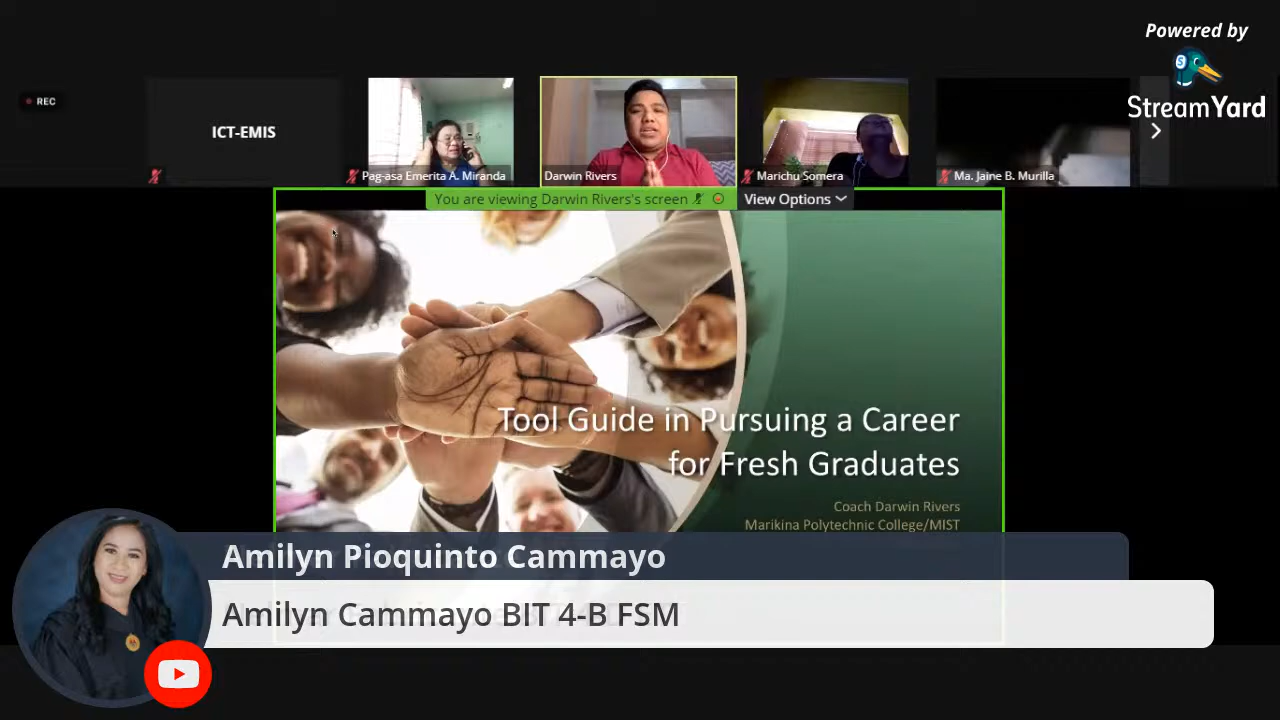 Powered by
StreamYard
REC
ICT-EMIS
Pag-asa Emerita A. Miranda
Darwin Rivers
Marichu Somera
Ma. Jaine B. Murilla
You are viewing Darwin Rivers's screen
View Options
Tool Guide in Pursuing a Career
for Fresh Graduates
Coach Darwin Rivers
Marikina Polytechnic College/MIST
Amilyn Pioquinto Cammayo
Amilyn Cammayo BIT 4-B FSM